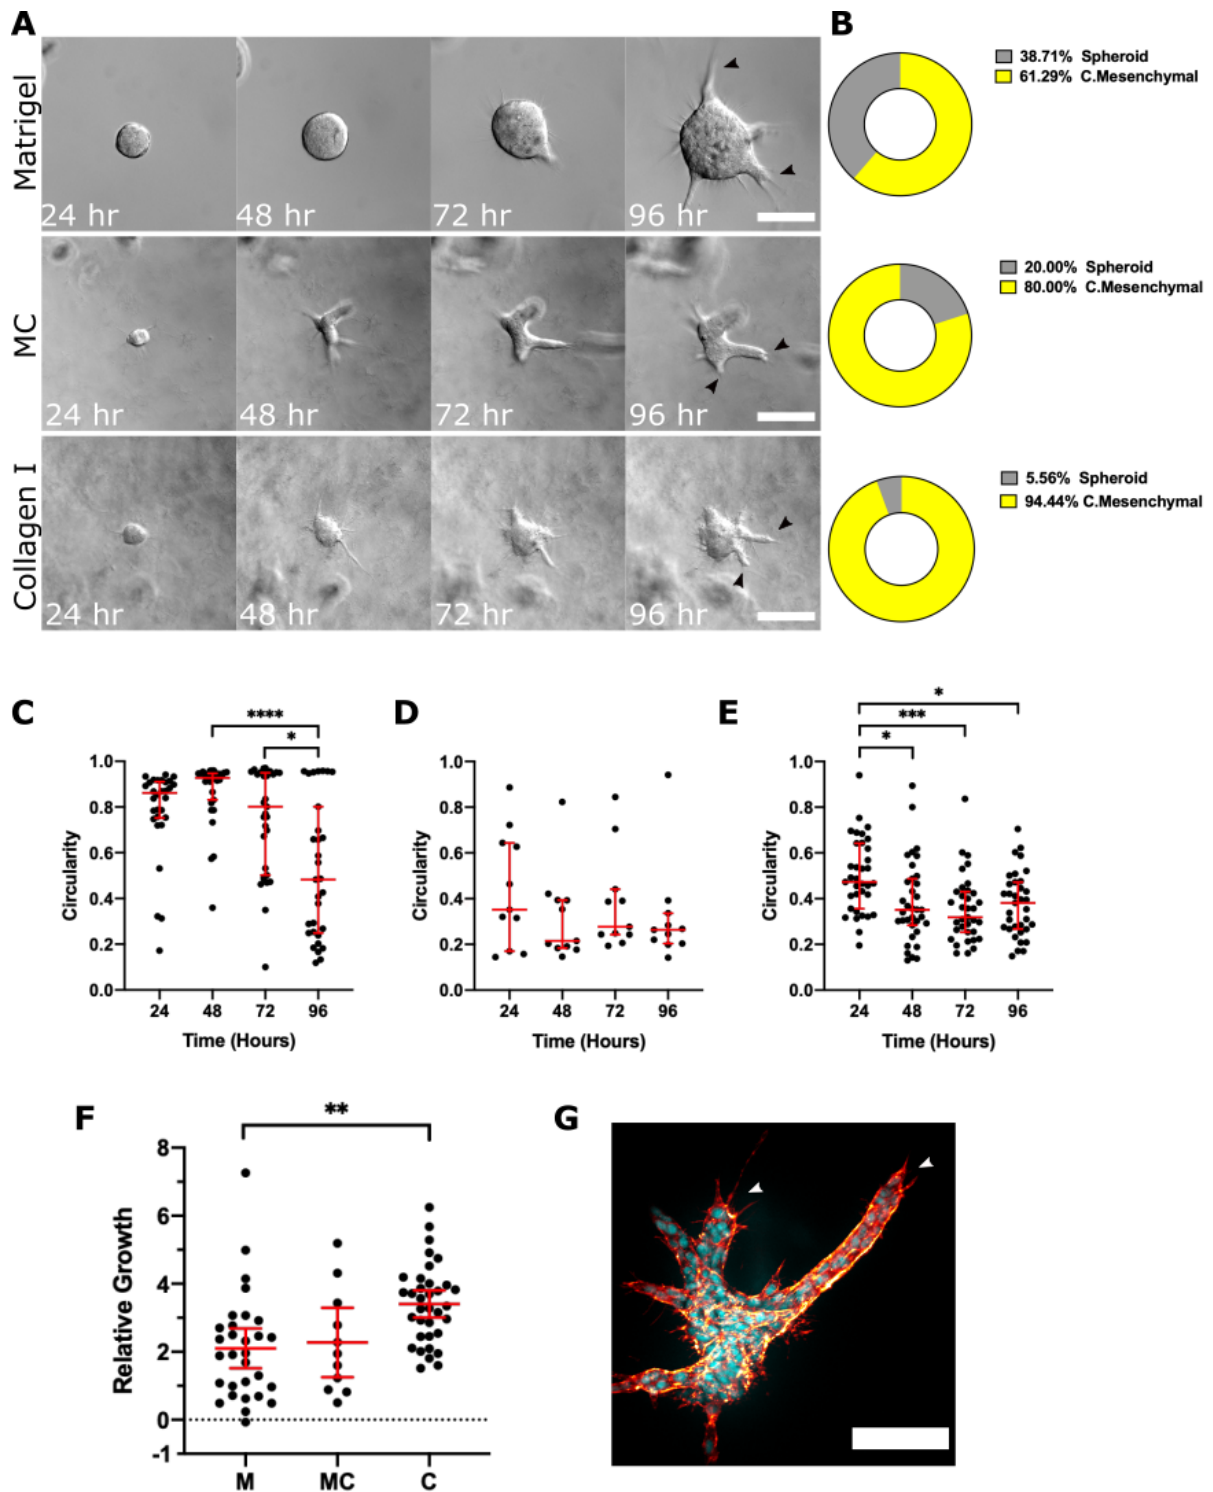 A
B
Matrigel
24 hr
48 hr
72 hr
96 hr
38.71% Spheroid
61.29% C.Mesenchymal
MC
24 hr
48 hr
72 hr
96 hr
20.00% Spheroid
80.00% C.Mesenchymal
Collagen I
24 hr
48 hr
72 hr
96 hr
5.56% Spheroid
94.44% C.Mesenchymal
C
****
*
Circularity
1.0
0.8
0.6
0.4
0.2
0.0
24 48 72 96
Time (Hours)
D
Circularity
1.0
0.8
0.6
0.4
0.2
0.0
24 48 72 96
Time (Hours)
E
*
***
*
Circularity
1.0
0.8
0.6
0.4
0.2
0.0
24 48 72 96
Time (Hours)
F
**
Relative Growth
8
6
4
2
0
-1
M MC C
G